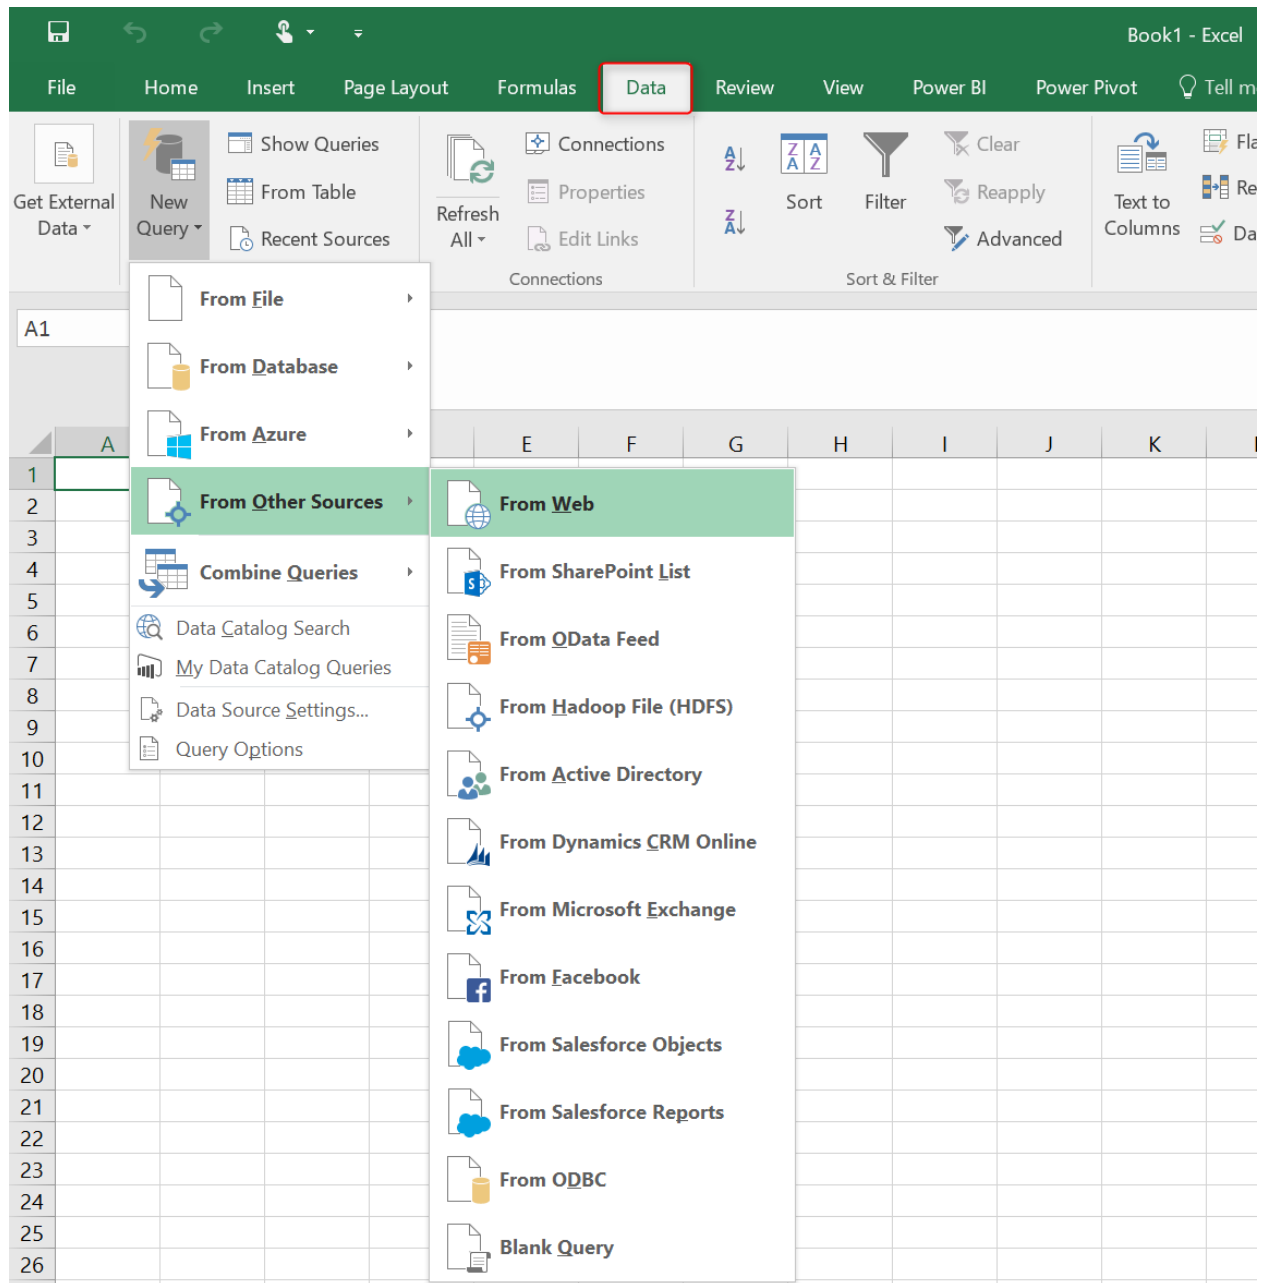 Book1 - Excel
File Home Insert Page Layout Formulas Data Review View Power BI Power Pivot Tell
Get External Data
New Query
Show Queries
From Table
Recent Sources
Refresh All
Connections
Properties
Edit Links
Connections
Sort
Filter
Clear
Reapply
Advanced
Sort & Filter
Text to Columns
A1
A E F G H I J K
From File
From Database
From Azure
From Other Sources
Combine Queries
Data Catalog Search
My Data Catalog Queries
Data Source Settings...
Query Options
From Web
From SharePoint List
From OData Feed
From Hadoop File (HDFS)
From Active Directory
From Dynamics CRM Online
From Microsoft Exchange
From Facebook
From Salesforce Objects
From Salesforce Reports
From ODBC
Blank Query
1
2
3
4
5
6
7
8
9
10
11
12
13
14
15
16
17
18
19
20
21
22
23
24
25
26